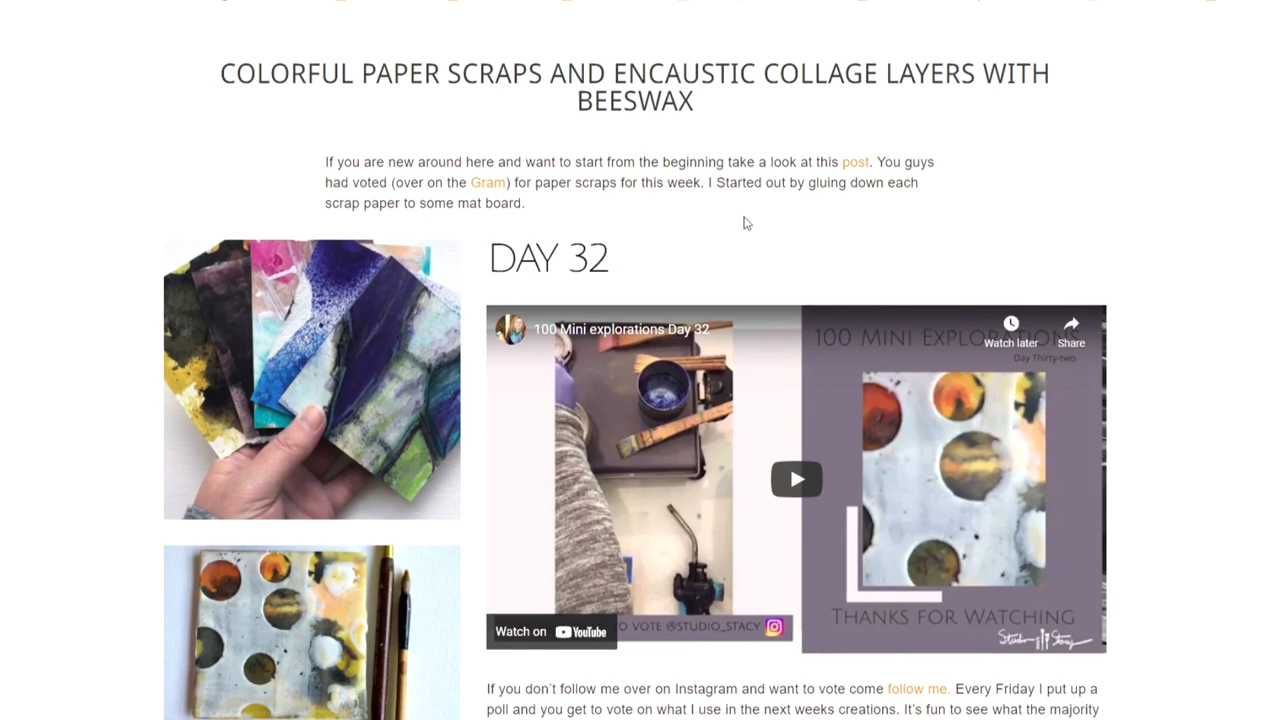 COLORFUL PAPER SCRAPS AND ENCAUSTIC COLLAGE LAYERS WITH
BEESWAX
If you are new around here and want to start from the beginning take a look at this post. You guys
had voted (over on the Gram) for paper scraps for this week. I Started out by gluing down each
scrap paper to some mat board.
DAY 32
100 Mini explorations Day 32
Watch later
Share
100 MINI EXPLORATIONS
Day Thirty-two
Watch on YouTube
O VOTE @STUDIO_STACY
THANKS FOR WATCHING
Studio Stacy
If you don't follow me over on Instagram and want to vote come follow me. Every Friday I put up a
poll and you get to vote on what I use in the next weeks creations. It's fun to see what the majority